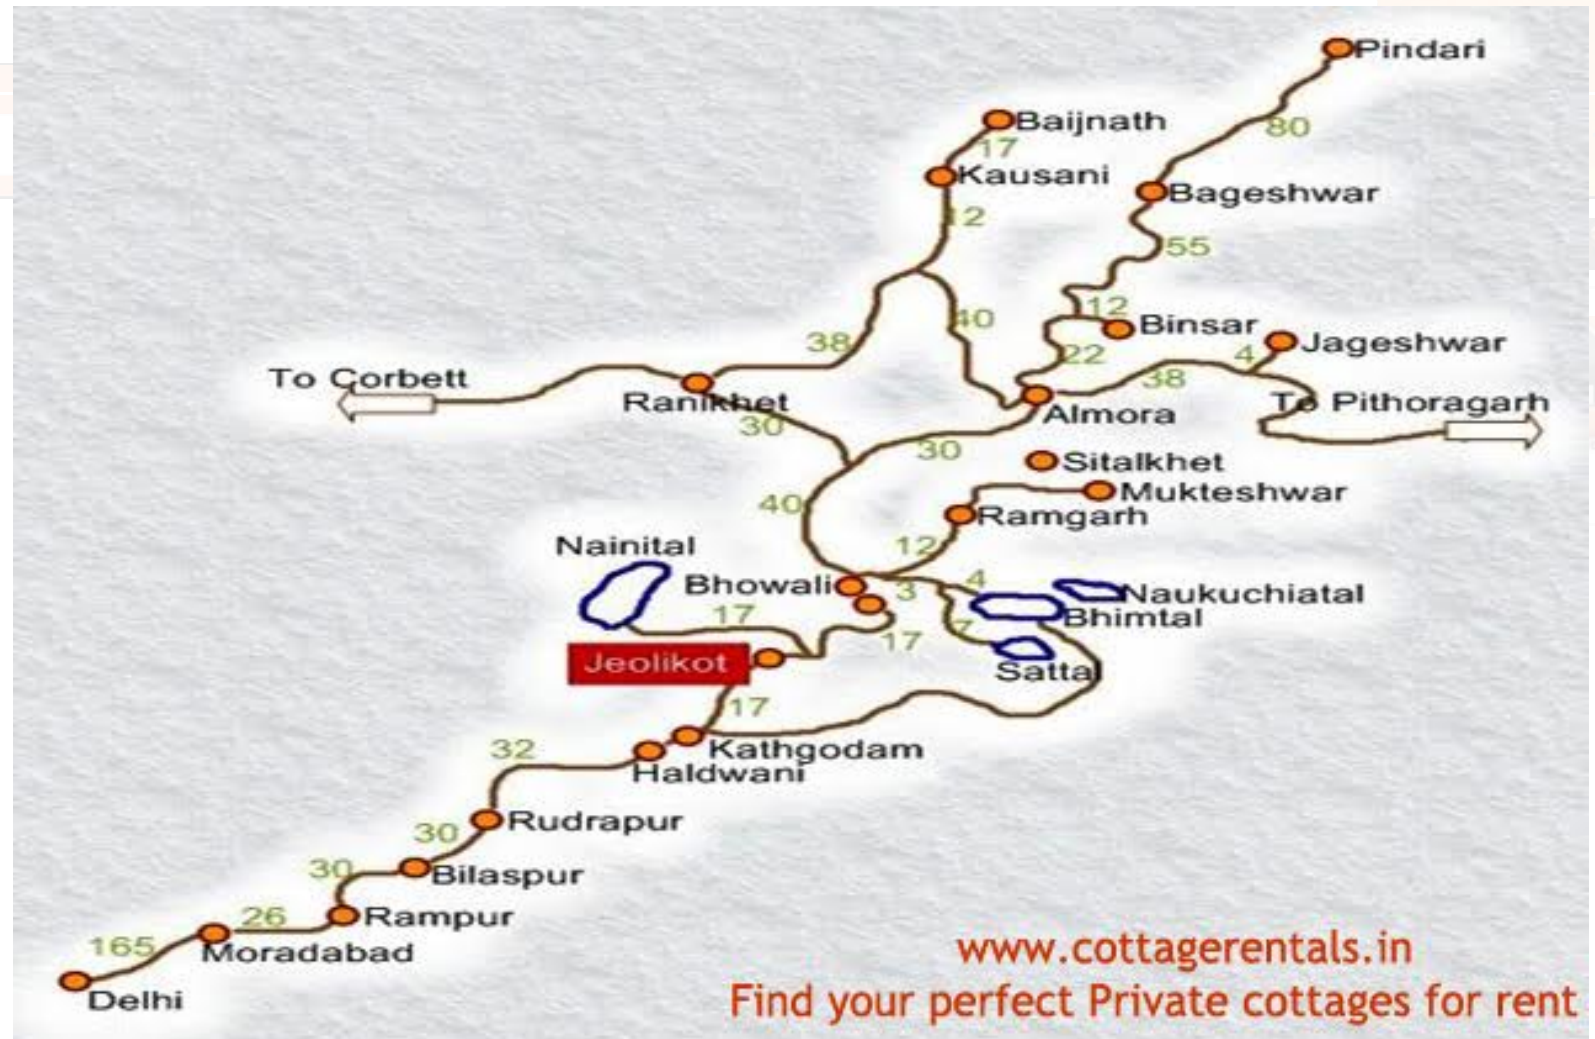 Pindari
Baijnath
80
17
Kausani
Bageshwar
12
55
12
Binsar
40
Jageshwar
38
22
4
38
To Corbett
Ranikhet
To Pithoragarh
Almora
30
30
Sitalkhet
Mukteshwar
40
Ramgarh
12
Nainital
Bhowali
4
3
Naukuchiatal
Bhimtal
17
7
17
Jeolikot
Sattal
17
32
Kathgodam
Haldwani
Rudrapur
30
30
Bilaspur
26
Rampur
165
Moradabad
Delhi
www.cottagerentals.in
Find your perfect Private cottages for rent